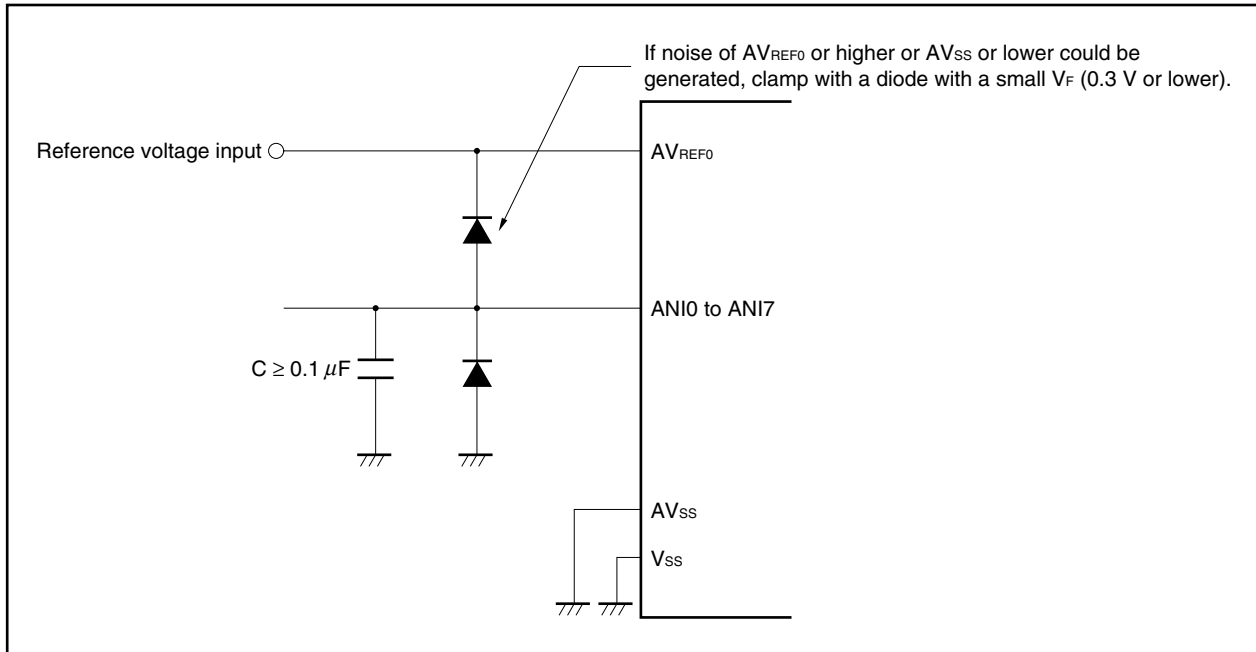 If noise of AVREF0 or higher or AVSS or lower could be
generated, clamp with a diode with a small VF (0.3 V or lower).
Reference voltage input
AVREF0
ANI0 to ANI7
C ≥ 0.1 μF
AVSS
VSS